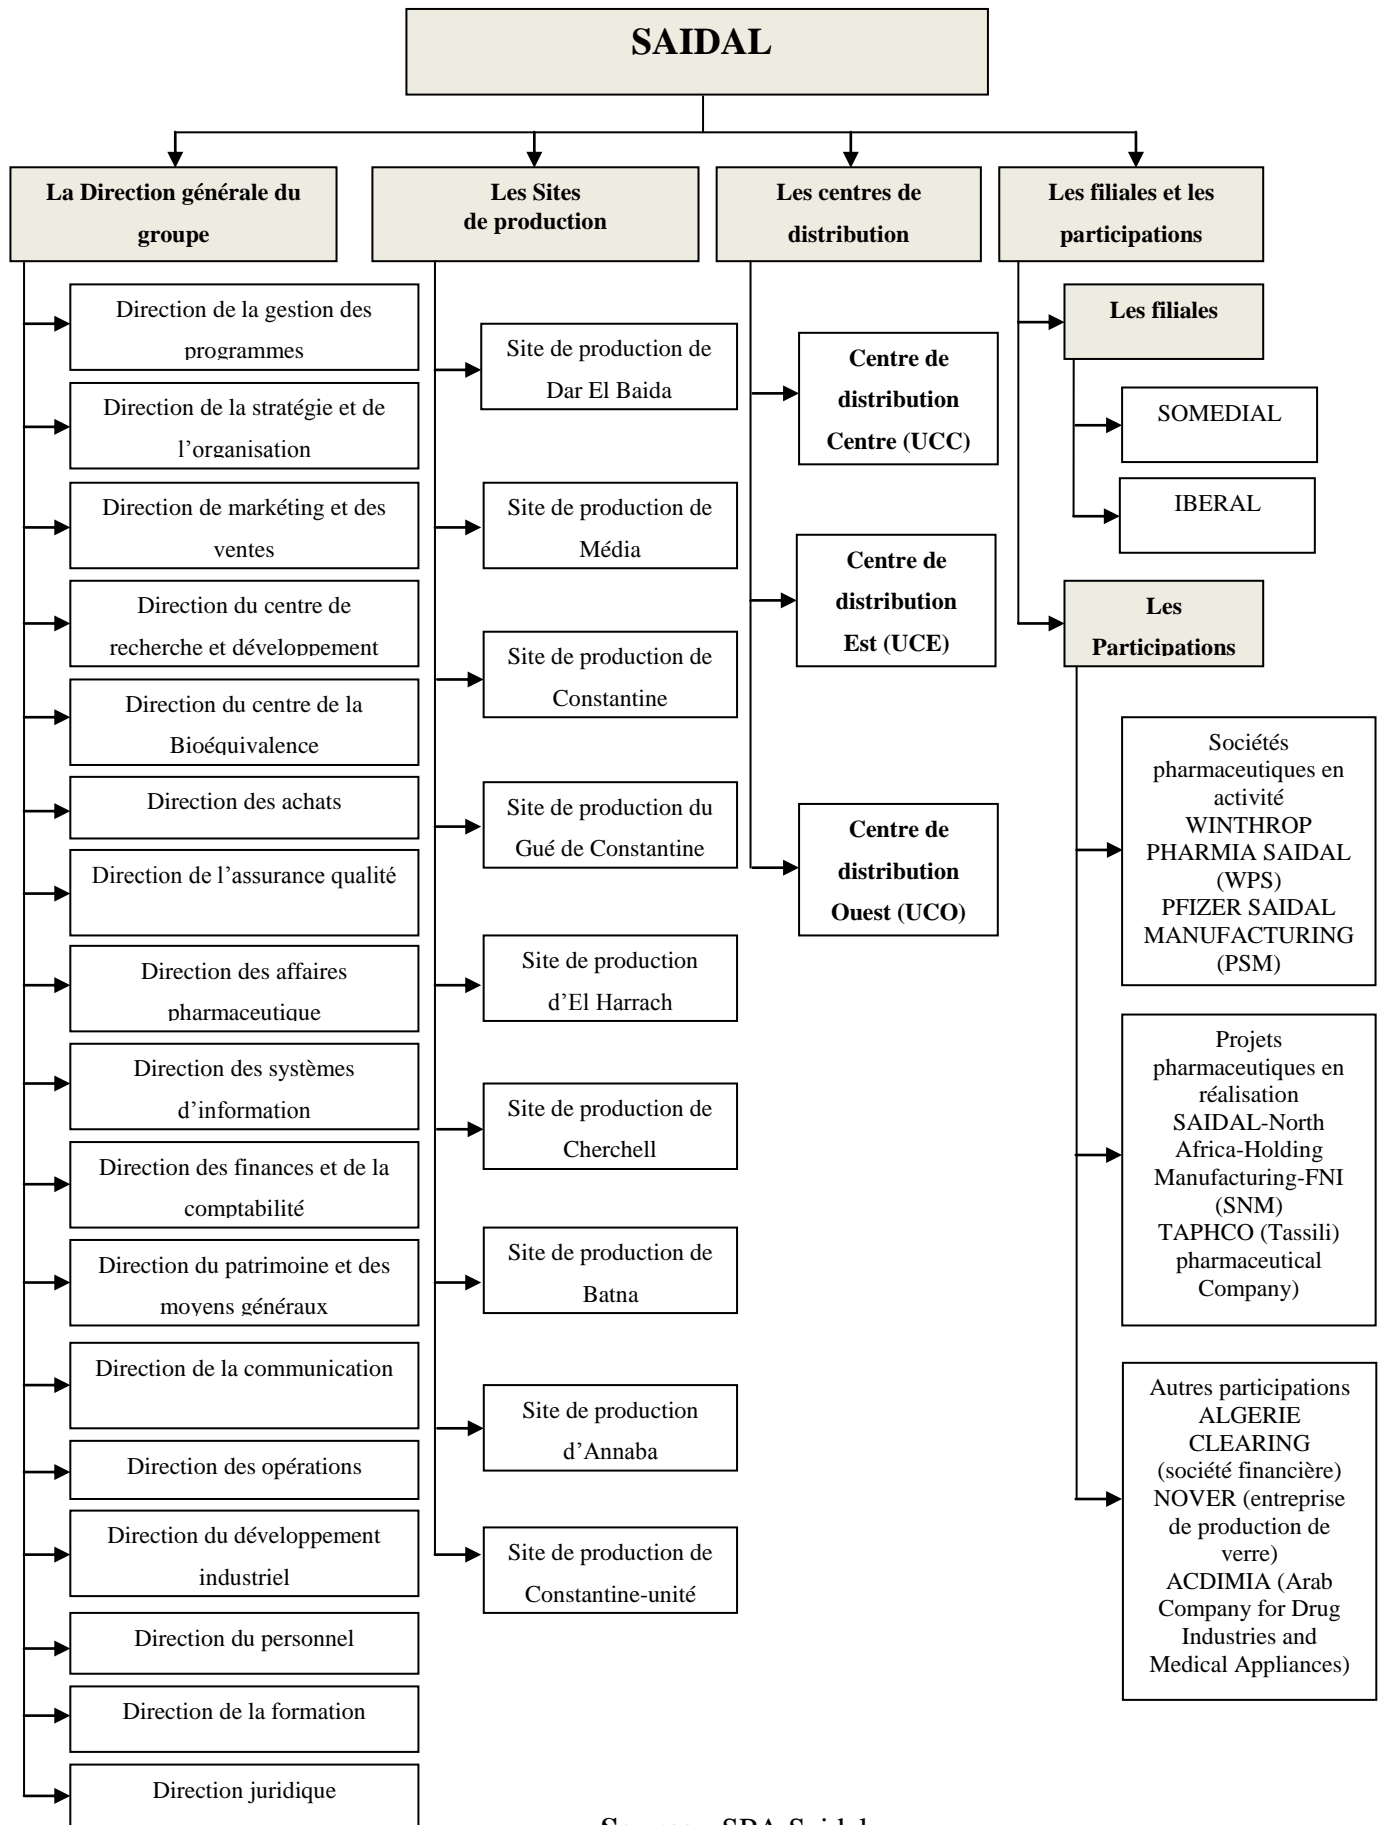 SAIDAL
La Direction générale du
groupe
Direction de la gestion des
programmes
Direction de la stratégie et de
l’organisation
Direction de markéting et des
ventes
Direction du centre de
recherche et développement
Direction du centre de la
Bioéquivalence
Direction des achats
Direction de l’assurance qualité
Direction des affaires
pharmaceutique
Direction des systèmes
d’information
Direction des finances et de la
comptabilité
Direction du patrimoine et des
moyens généraux
Direction de la communication
Direction des opérations
Direction du développement
industriel
Direction du personnel
Direction de la formation
Direction juridique
Les Sites
de production
Site de production de
Dar El Baida
Site de production de
Média
Site de production de
Constantine
Site de production du
Gué de Constantine
Site de production
d’El Harrach
Site de production de
Cherchell
Site de production de
Batna
Site de production
d’Annaba
Site de production de
Constantine-unité
Les centres de
distribution
Centre de
distribution
Centre (UCC)
Centre de
distribution
Est (UCE)
Centre de
distribution
Ouest (UCO)
Les filiales et les
participations
Les filiales
SOMEDIAL
IBERAL
Les
Participations
Sociétés
pharmaceutiques en
activité
WINTHROP
PHARMIA SAIDAL
(WPS)
PFIZER SAIDAL
MANUFACTURING
(PSM)
Projets
pharmaceutiques en
réalisation
SAIDAL-North
Africa-Holding
Manufacturing-FNI
(SNM)
TAPHCO (Tassili)
pharmaceutical
Company)
Autres participations
ALGERIE
CLEARING
(société financière)
NOVER (entreprise
de production de
verre)
ACDIMIA (Arab
Company for Drug
Industries and
Medical Appliances)
Source : SPA Saidal